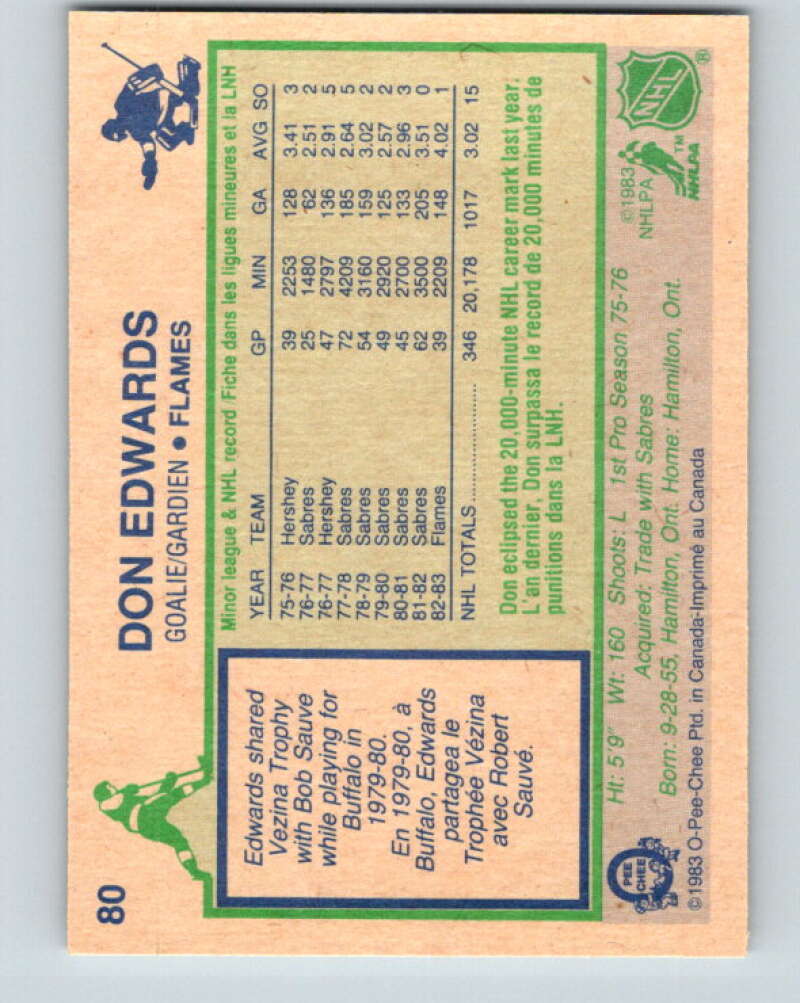 80
DON EDWARDS
GOALIE/GARDIEN • FLAMES
Edwards shared
Vezina Trophy
with Bob Sauve
while playing for
Buffalo in
1979-80.
En 1979-80, à
Buffalo, Edwards
partagea le
Trophée Vézina
avec Robert
Sauvé.
Minor league & NHL record/Fiche dans les ligues mineures et la LNH
YEAR TEAM GP MIN GA AVG SO
75-76 Hershey 39 2253 128 3.41 3
76-77 Sabres 25 1480 62 2.51 2
76-77 Hershey 47 2797 136 2.91 5
77-78 Sabres 72 4209 185 2.64 5
78-79 Sabres 54 3160 159 3.02 2
79-80 Sabres 49 2920 125 2.57 2
80-81 Sabres 45 2700 133 2.96 3
81-82 Sabres 62 3500 205 3.51 0
82-83 Flames 39 2209 148 4.02 1
NHL TOTALS .................. 346 20,178 1017 3.02 15
Don eclipsed the 20,000-minute NHL career mark last year.
L'an dernier, Don surpassa le record de 20,000 minutes de
punitions dans la LNH.
Ht: 5'9" Wt: 160 Shoots: L 1st Pro Season 75-76
Acquired: Trade with Sabres
Born: 9-28-55, Hamilton, Ont. Home: Hamilton, Ont.
©1983 O-Pee-Chee Ptd. in Canada-Imprimé au Canada
O
PEE
CHEE
©1983
NHLPA
NHLPA™
NHL®